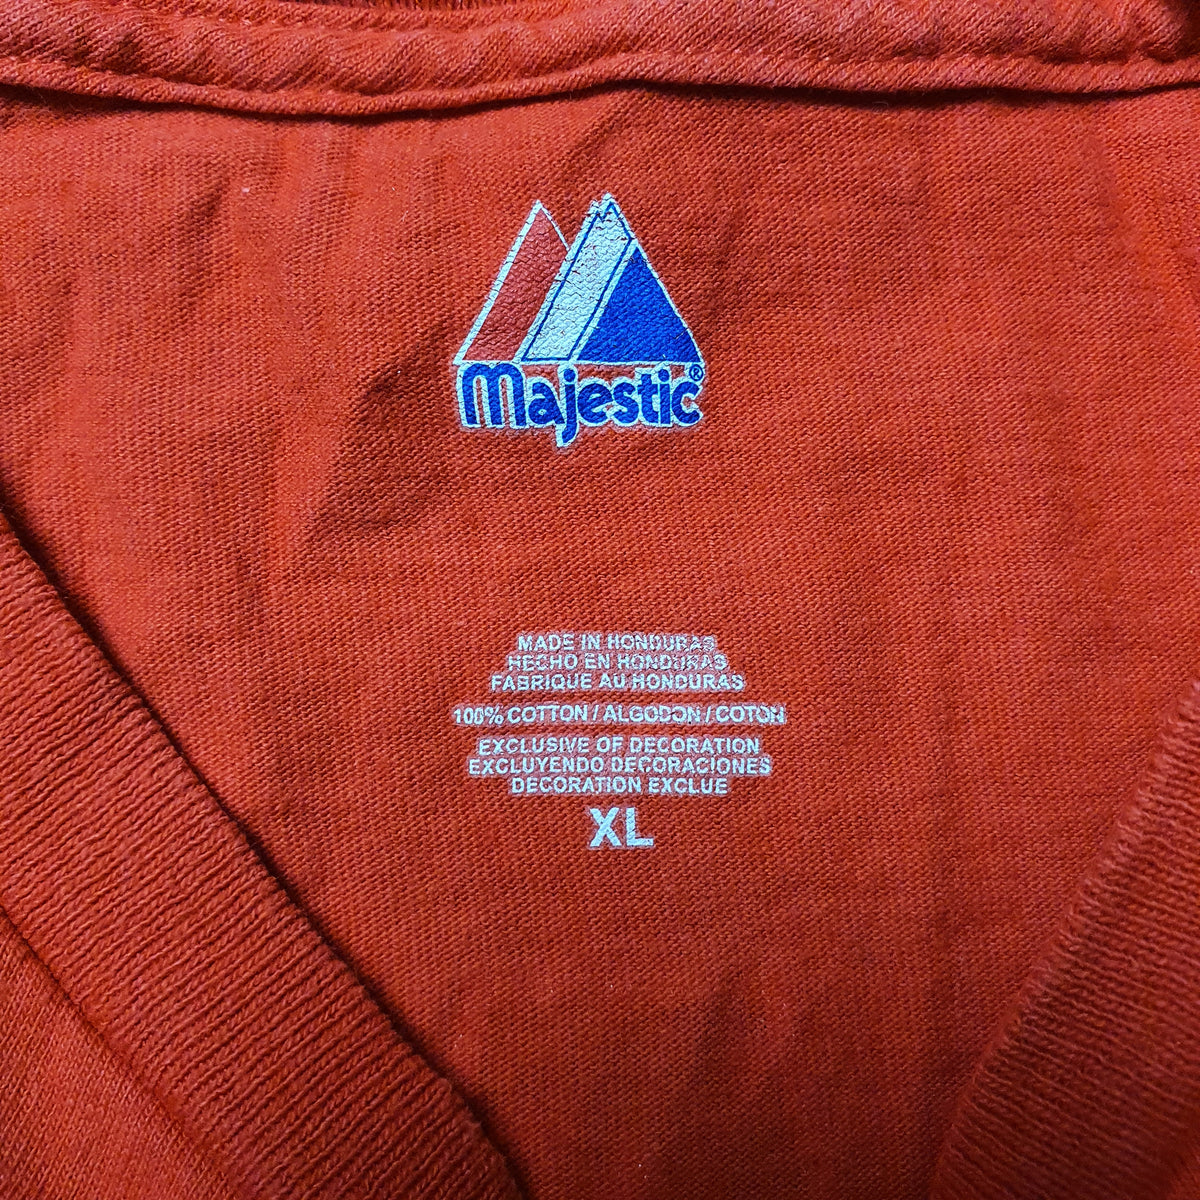 Majestic®
MADE IN HONDURAS
HECHO EN HONDURAS
FABRIQUE AU HONDURAS
100% COTTON / ALGODON / COTON
EXCLUSIVE OF DECORATION
EXCLUYENDO DECORACIONES
DECORATION EXCLUE
XL